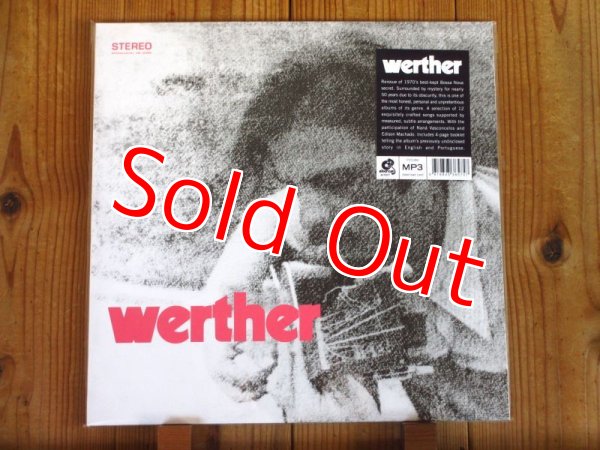 STEREO
werther
Reissue of 1970's best-kept Bossa Nova
secret. Surrounded by mystery for nearly
50 years due to its obscurity, this is one of
the most honest, personal and unpretentious
albums of its genre. A selection of 12
exquisitely crafted songs supported by
measured, subtle arrangements. With the
participation of Naná Vasconcelos and
Edison Machado. Includes 4-page booklet
telling the album's previously undisclosed
story in English and Portuguese.
MP3
Sold Out
werther